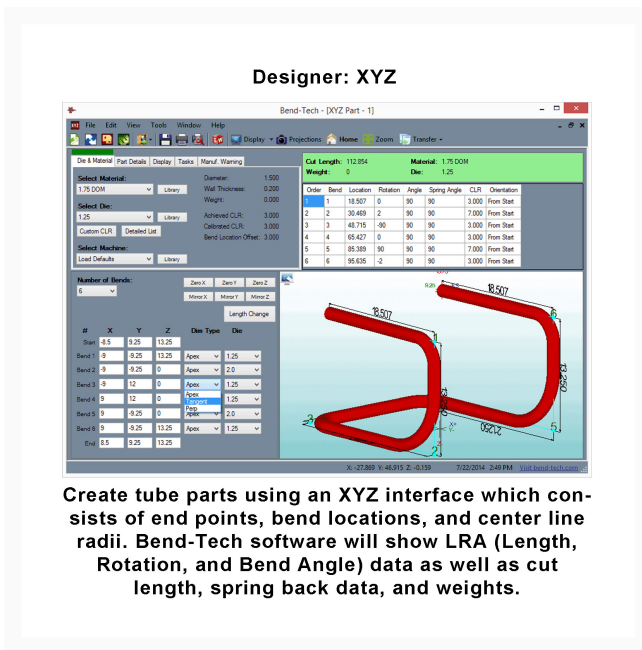 Designer: XYZ
Bend-Tech - [XYZ Part - 1]
File Edit View Tools Window Help
Display Projections Home Zoom Transfer
Die & Material Part Details Display Tasks Manuf. Warning
Select Material:
1.75 DOM Library
Select Die:
1.25 Library
Custom CLR Detailed List
Select Machine:
Load Defaults Library
Diameter: 1.500
Wall Thickness: 0.200
Weight: 0.000
Achieved CLR: 3.000
Calibrated CLR: 3.000
Bend Location Offset: 3.000
Cut Length: 112.854 Material: 1.75 DOM
Weight: 0 Die: 1.25
Order Bend Location Rotation Angle Spring Angle CLR Orientation
1 1 18.507 0 90 90 3.000 From Start
2 2 30.469 2 90 90 7.000 From Start
3 3 48.715 -90 90 90 3.000 From Start
4 4 65.427 0 90 90 3.000 From Start
5 5 85.389 90 90 90 7.000 From Start
6 6 95.635 -2 90 90 3.000 From Start
Number of Bends:
6
Zero X Zero Y Zero Z
Mirror X Mirror Y Mirror Z
Length Change
# X Y Z Dim Type Die
Start -8.5 9.25 13.25
Bend 1 -9 -9.25 13.25 Apex 1.25
Bend 2 -9 -9.25 0 Apex 2.0
Bend 3 -9 12 0 Apex 1.25
Apex
Tangent
Perp
Bend 4 9 12 0 1.25
Bend 5 9 -9.25 0 Apex 2.0
Bend 6 9 -9.25 13.25 Apex 1.25
End 8.5 9.25 13.25
18.507
18.507
13.250
21.250
1
2
3
5
6
X: -27.869 Y: 46.915 Z: -0.159 7/22/2014 2:49 PM Visit bend-tech.com
Create tube parts using an XYZ interface which con-
sists of end points, bend locations, and center line
radii. Bend-Tech software will show LRA (Length,
Rotation, and Bend Angle) data as well as cut
length, spring back data, and weights.